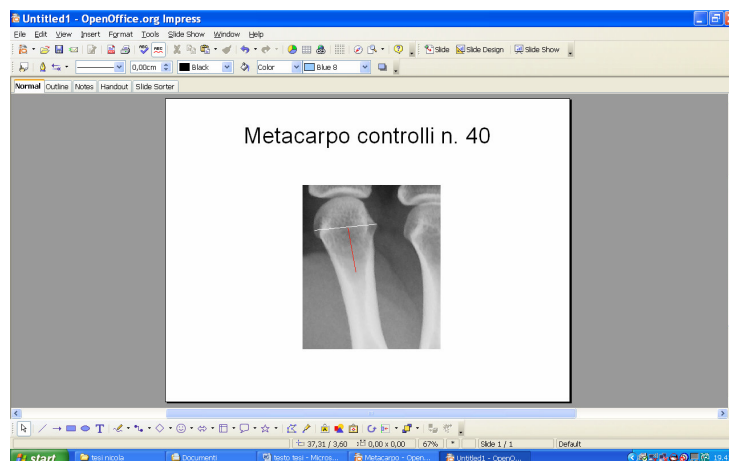 Untitled1 - OpenOffice.org Impress
File Edit View Insert Format Tools Slide Show Window Help
Slide Slide Design Slide Show
0,00cm Black Color Blue 8
Normal Outline Notes Handout Slide Sorter
Metacarpo controlli n. 40
37,31 / 3,60 0,00 x 0,00 67% * Slide 1 / 1 Default
start tesi nicola Documenti testo tesi - Micros... Metacarpo - Open... Untitled1 - OpenO... 19.4